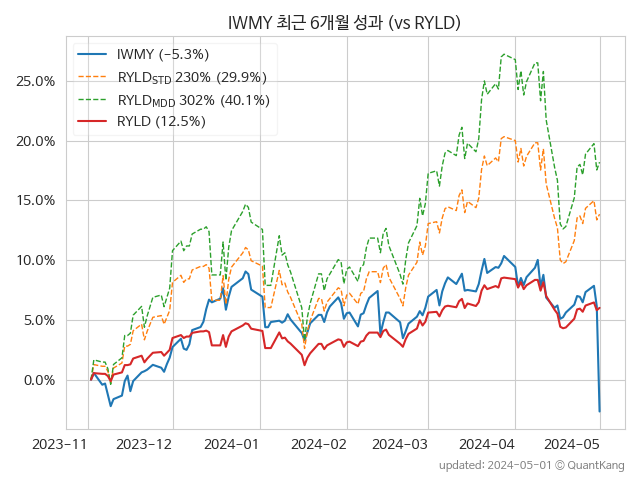 IWMY 최근 6개월 성과 (vs RYLD)
IWMY (−5.3%)
RYLD_STD 230% (29.9%)
RYLD_MDD 302% (40.1%)
RYLD (12.5%)
25.0%
20.0%
15.0%
10.0%
5.0%
0.0%
2023-11 2023-12 2024-01 2024-02 2024-03 2024-04 2024-05
updated: 2024-05-01 © QuantKang